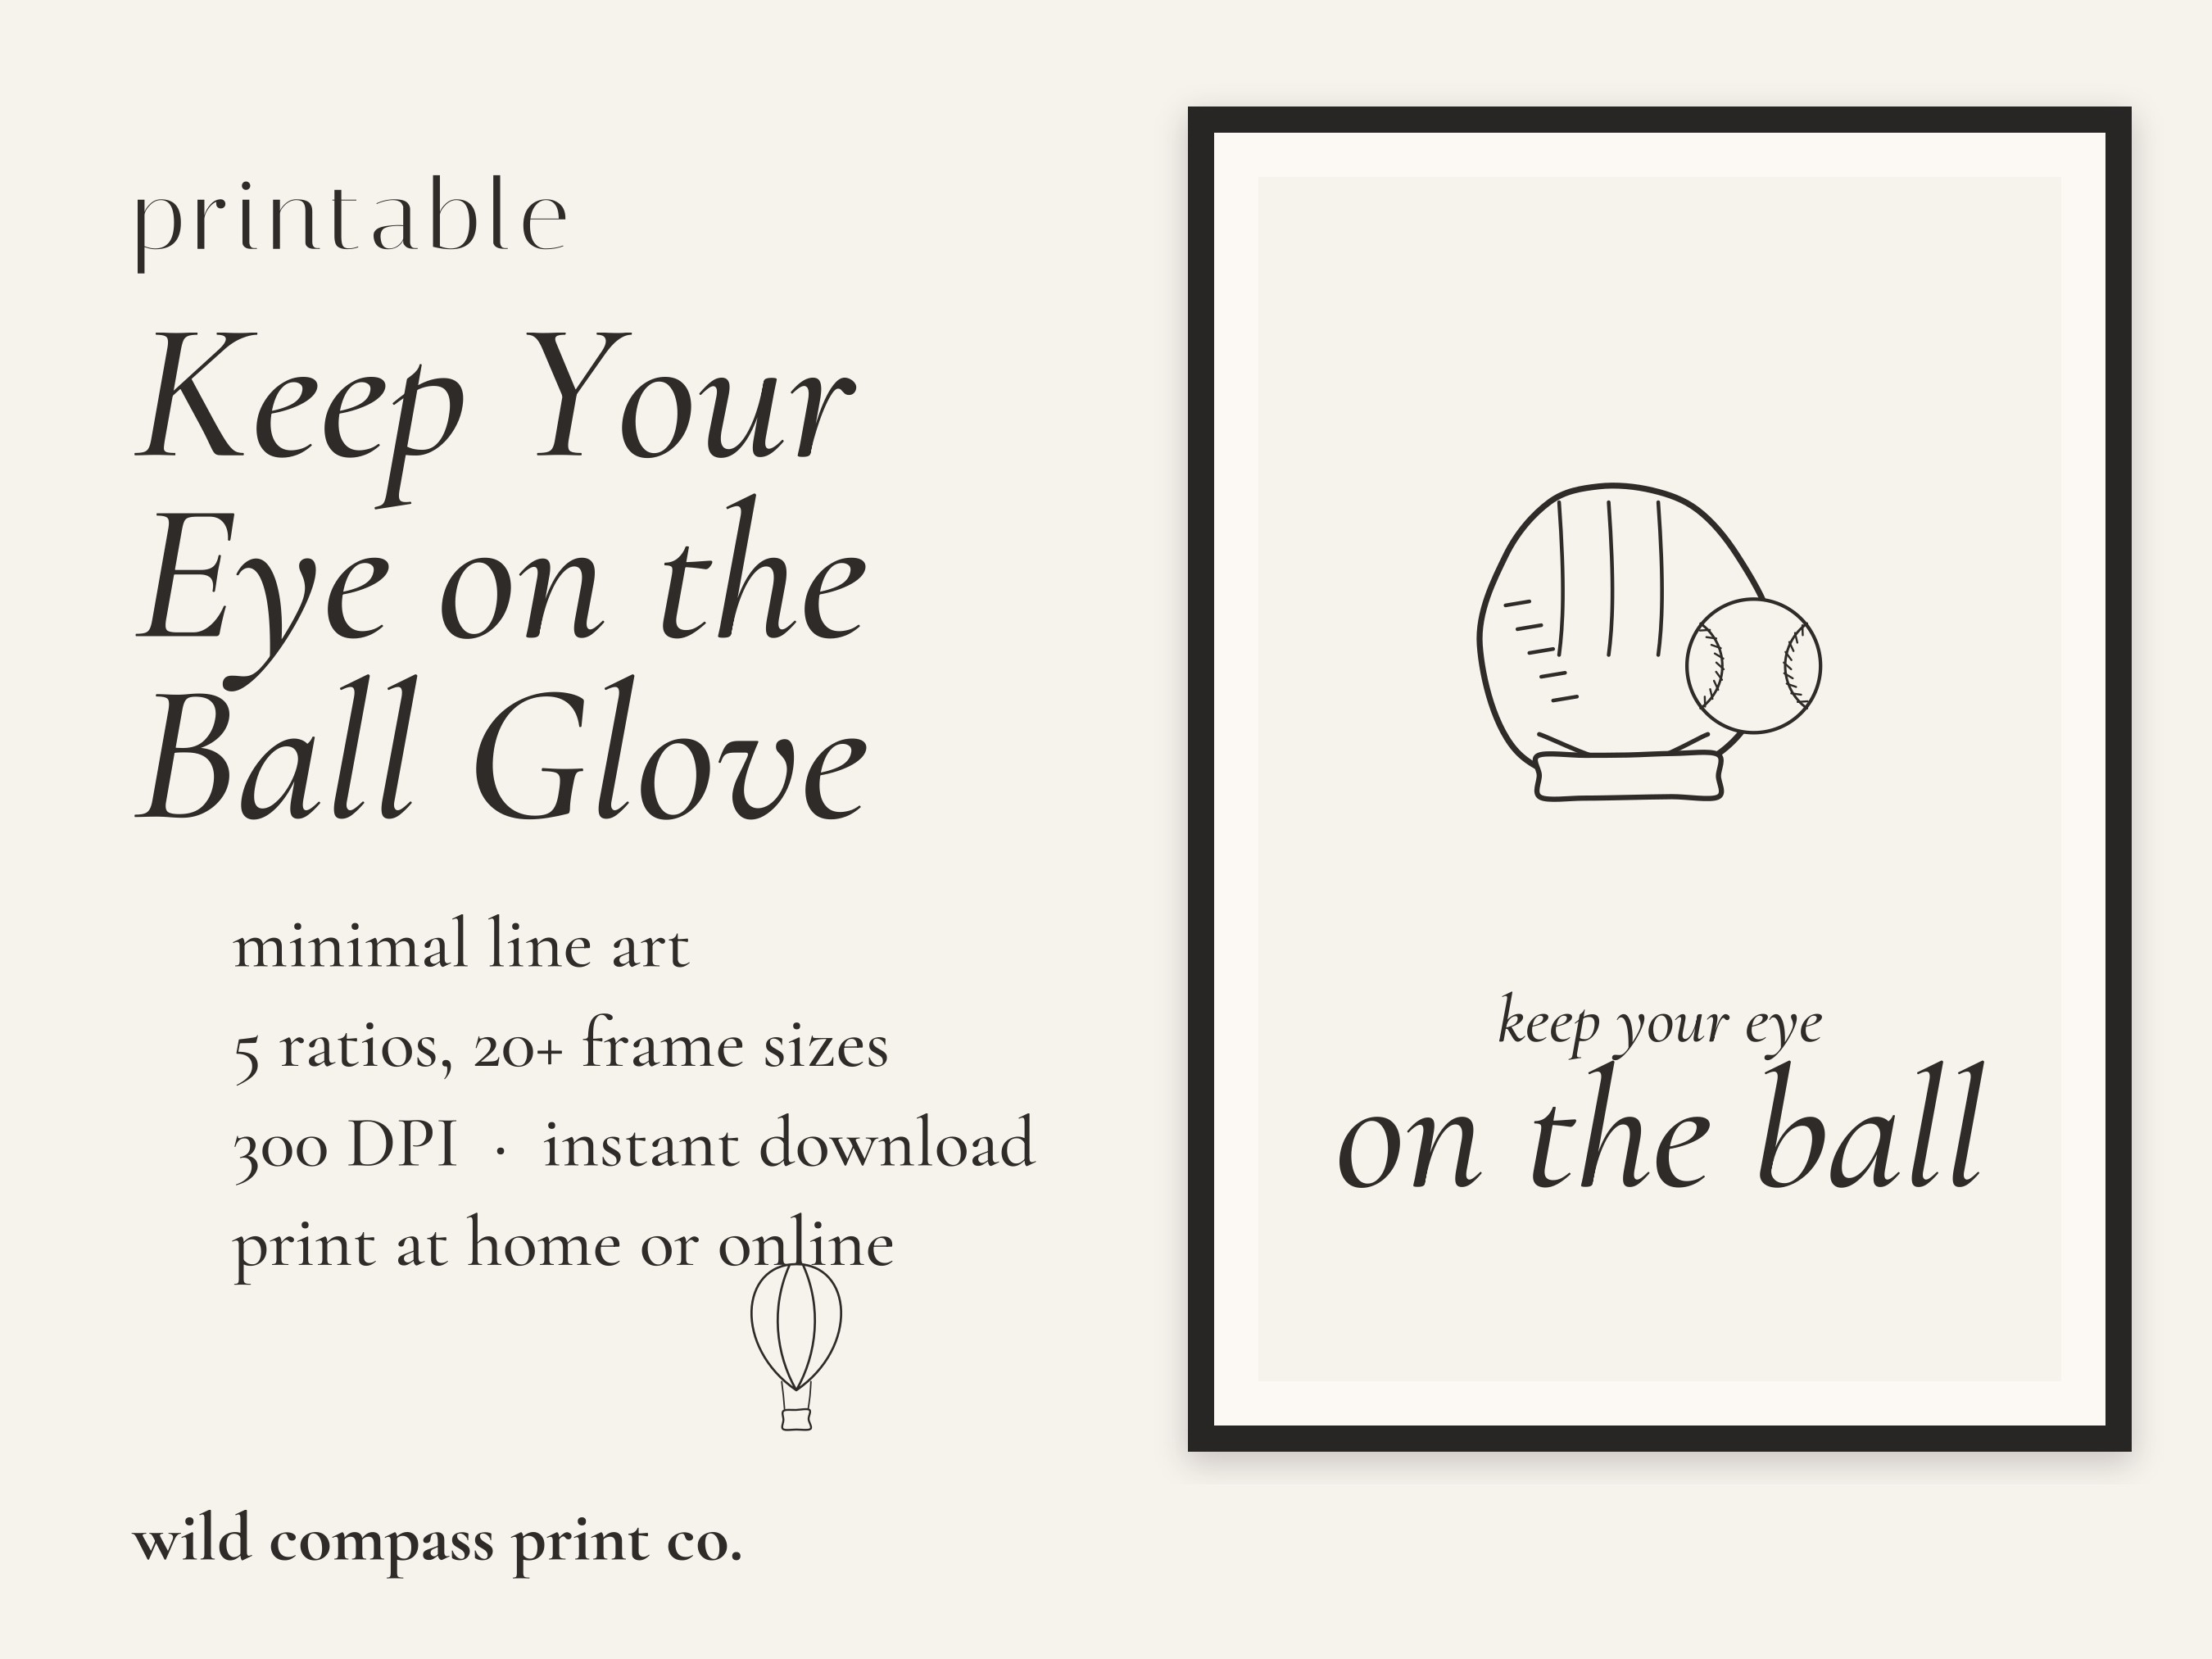 printable
Keep Your
Eye on the
Ball Glove
minimal line art
5 ratios, 20+ frame sizes
300 DPI · instant download
print at home or online
wild compass print co.
keep your eye
on the ball